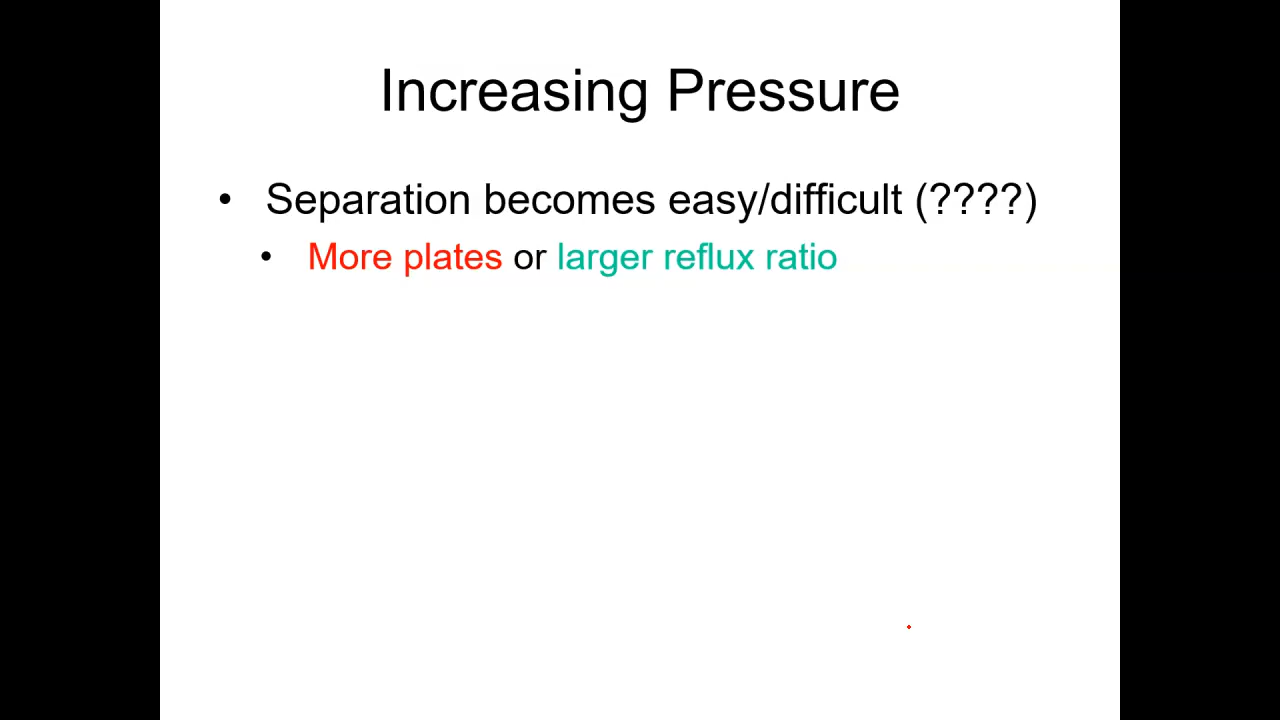 Increasing Pressure
• Separation becomes easy/difficult (????)
• More plates or larger reflux ratio